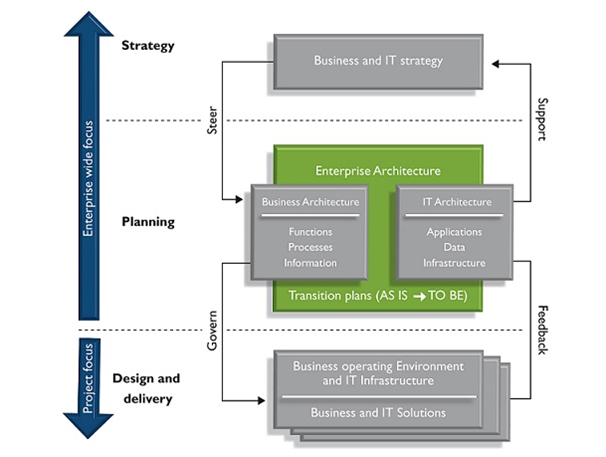 Strategy
Business and IT strategy
Steer
Support
Enterprise wide focus
Enterprise Architecture
Business Architecture
Functions
Processes
Information
IT Architecture
Applications
Data
Infrastructure
Planning
Transition plans (AS IS → TO BE)
Govern
Feedback
Project focus
Design and
delivery
Business operating Environment
and IT Infrastructure
Business and IT Solutions